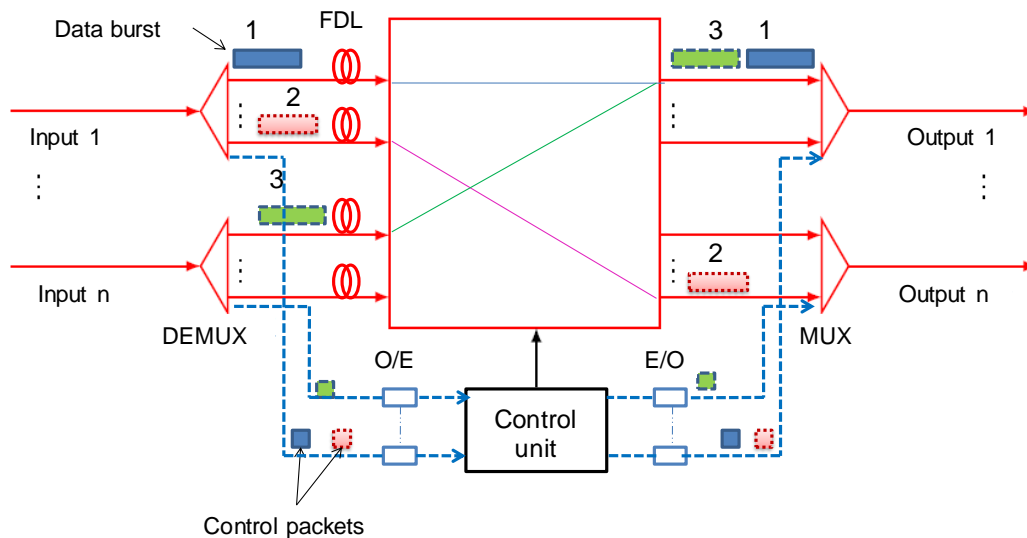 1
FDL
3
1
Data burst
2
Input 1
Output 1
⋮
3
2
Input n
Output n
DEMUX
MUX
O/E
E/O
Control
unit
Control packets